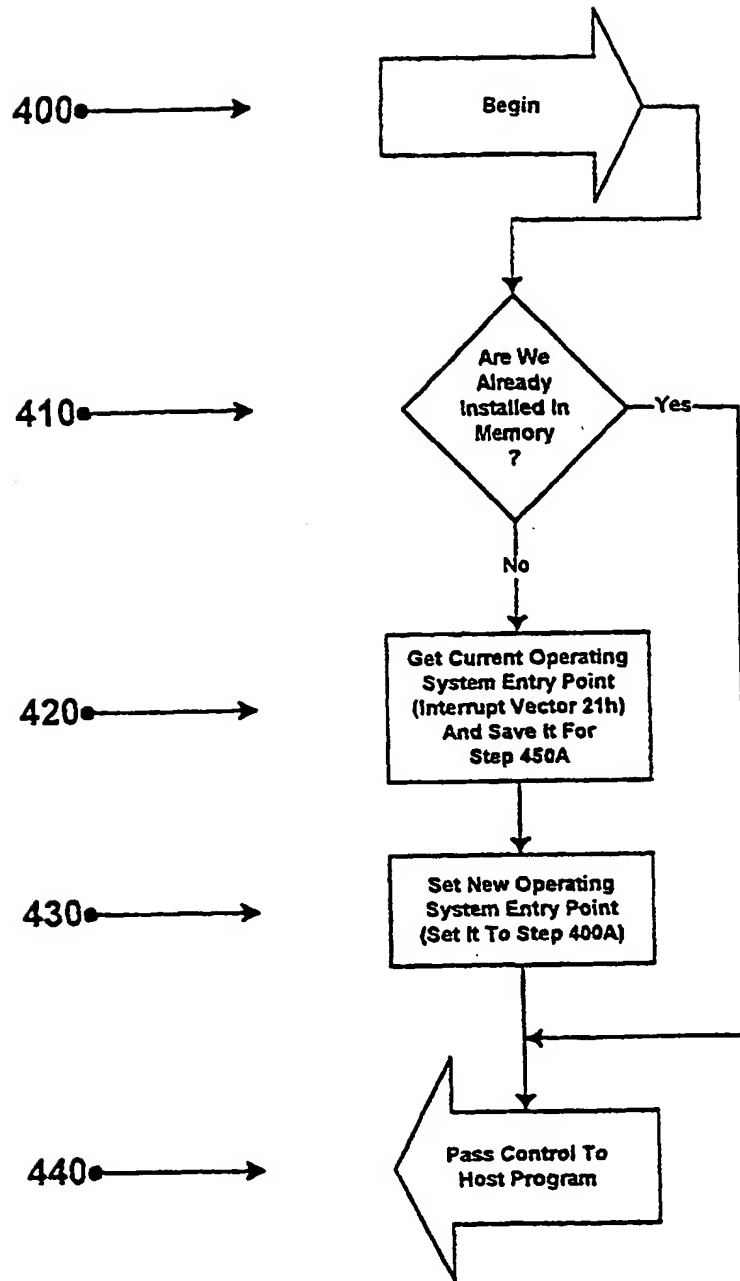 400
Begin
410
Are We
Already
Installed In
Memory
?
Yes
No
420
Get Current Operating
System Entry Point
(Interrupt Vector 21h)
And Save It For
Step 450A
430
Set New Operating
System Entry Point
(Set It To Step 400A)
440
Pass Control To
Host Program